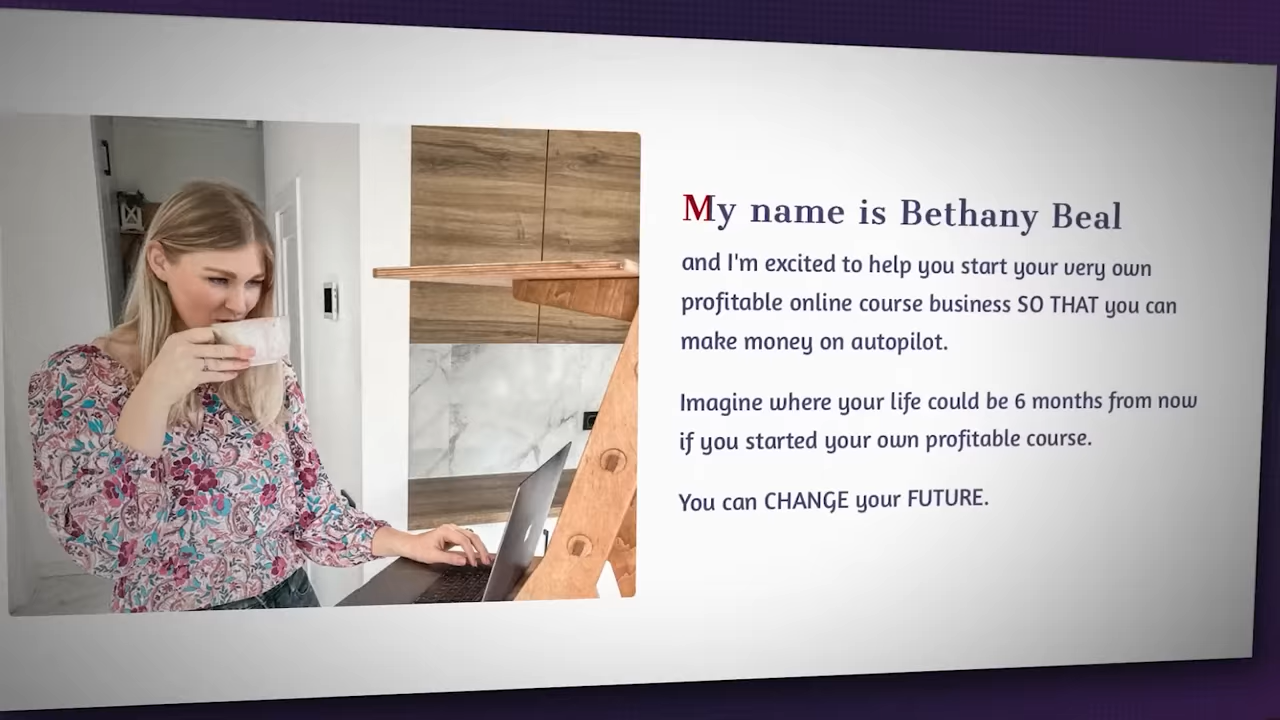 My name is Bethany Beal
and I'm excited to help you start your very own
profitable online course business SO THAT you can
make money on autopilot.
Imagine where your life could be 6 months from now
if you started your own profitable course.
You can CHANGE your FUTURE.